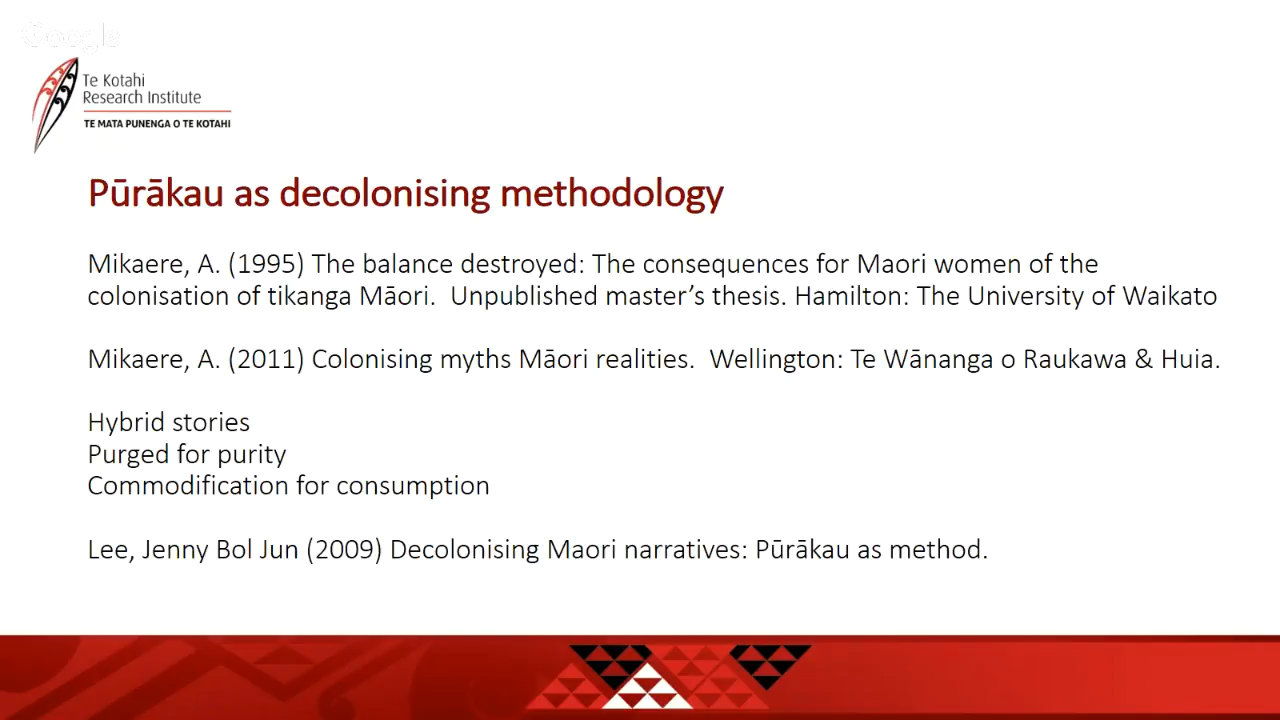 Google
Te Kotahi
Research Institute
TE MATA PUNENGA O TE KOTAHI
Pūrākau as decolonising methodology
Mikaere, A. (1995) The balance destroyed: The consequences for Maori women of the
colonisation of tikanga Māori.  Unpublished master’s thesis. Hamilton: The University of Waikato
Mikaere, A. (2011) Colonising myths Māori realities.  Wellington: Te Wānanga o Raukawa & Huia.
Hybrid stories
Purged for purity
Commodification for consumption
Lee, Jenny Bol Jun (2009) Decolonising Maori narratives: Pūrākau as method.